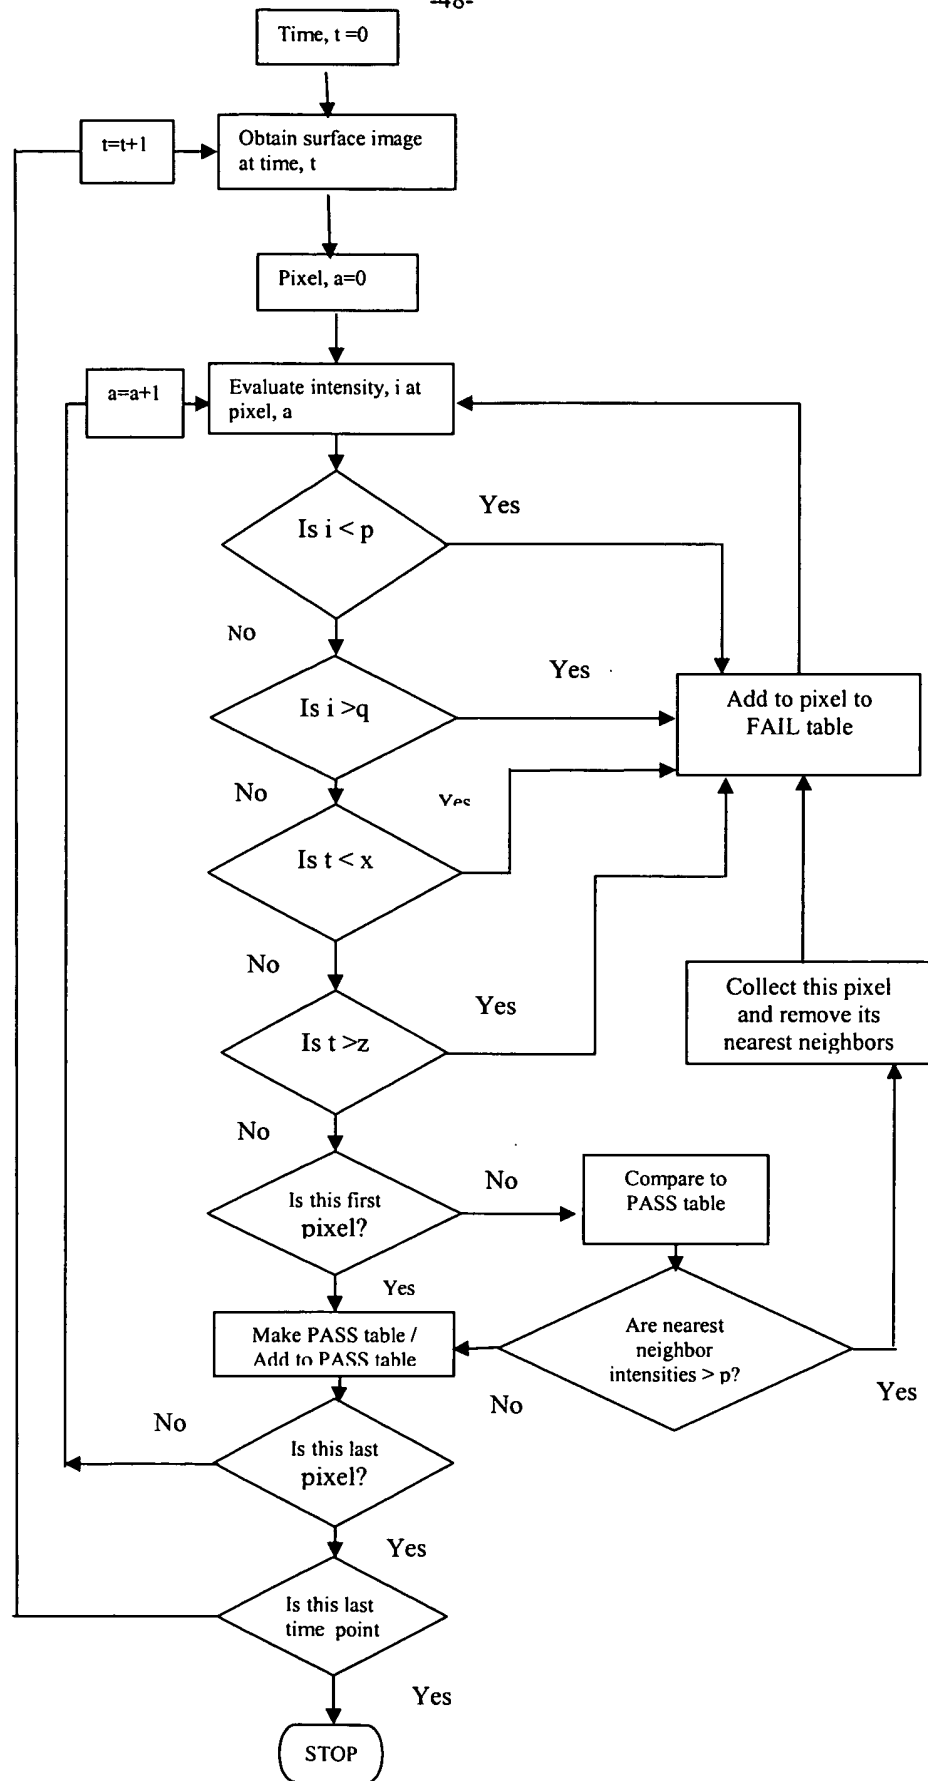 -48-
Time, t =0
t=t+1
Obtain surface image
at time, t
Pixel, a=0
a=a+1
Evaluate intensity, i at
pixel, a
Is i < p
Yes
No
Is i >q
Yes
Add to pixel to
FAIL table
No
Yes
Is t < x
No
Yes
Is t >z
Collect this pixel
and remove its
nearest neighbors
No
Is this first
pixel?
No
Compare to
PASS table
Yes
Make PASS table /
Add to PASS table
Are nearest
neighbor
intensities > p?
No
Yes
No
Is this last
pixel?
Yes
Is this last
time point
Yes
STOP